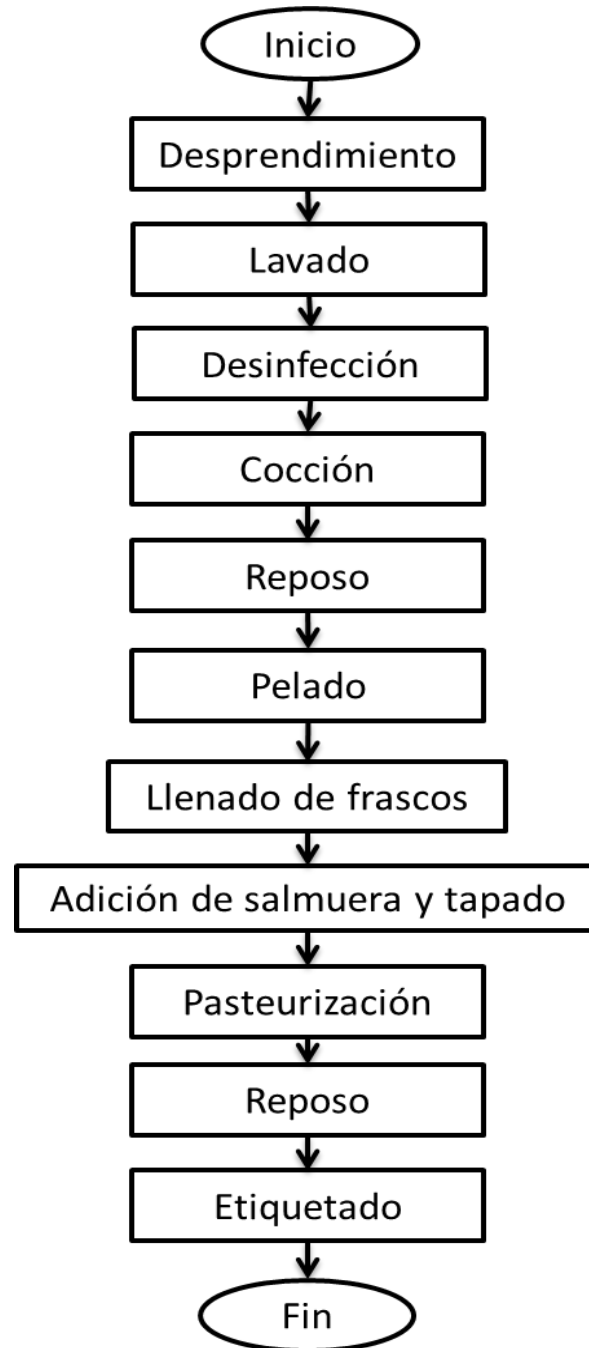 Inicio
Desprendimiento
Lavado
Desinfección
Cocción
Reposo
Pelado
Llenado de frascos
Adición de salmuera y tapado
Pasteurización
Reposo
Etiquetado
Fin